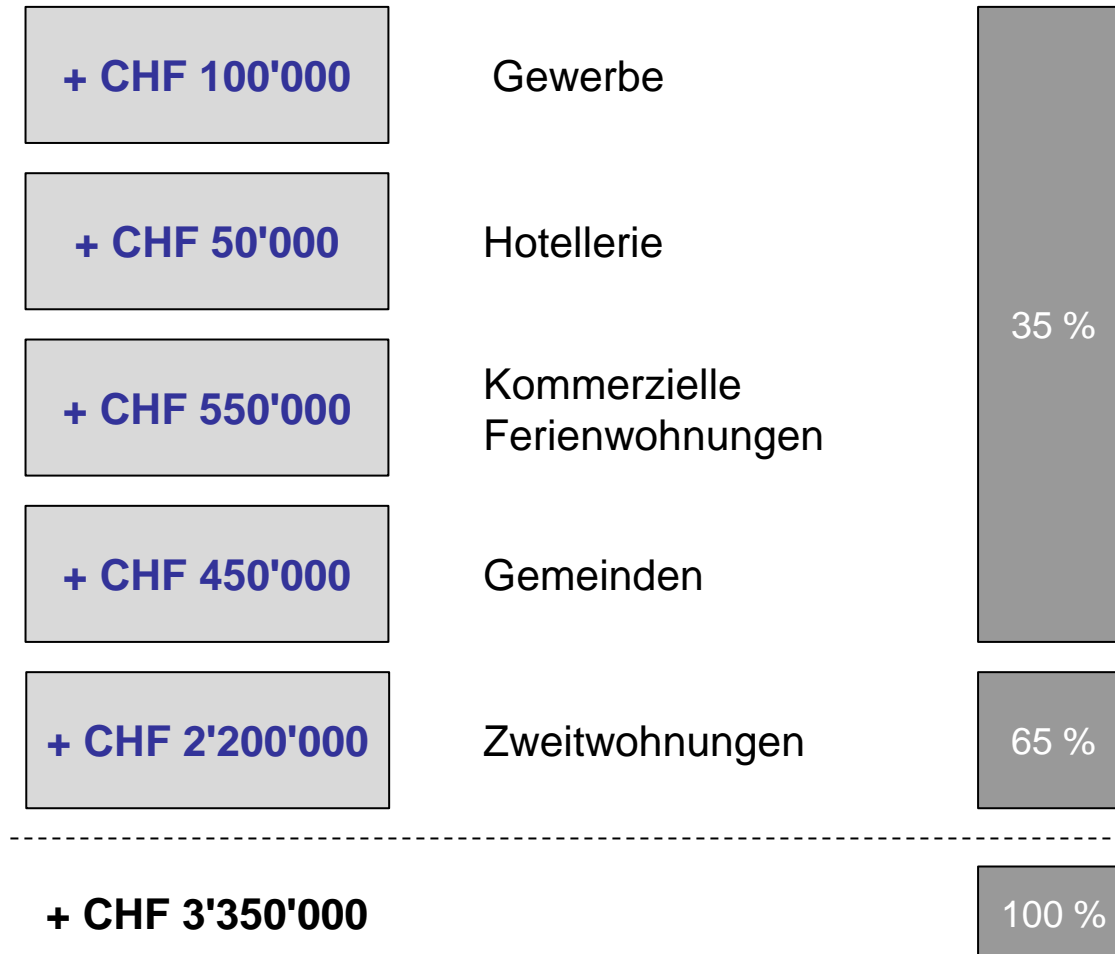 + CHF 100'000 Gewerbe
+ CHF 50'000 Hotellerie
35 %
+ CHF 550'000 Kommerzielle
Ferienwohnungen
+ CHF 450'000 Gemeinden
+ CHF 2'200'000 Zweitwohnungen 65 %
+ CHF 3'350'000 100 %